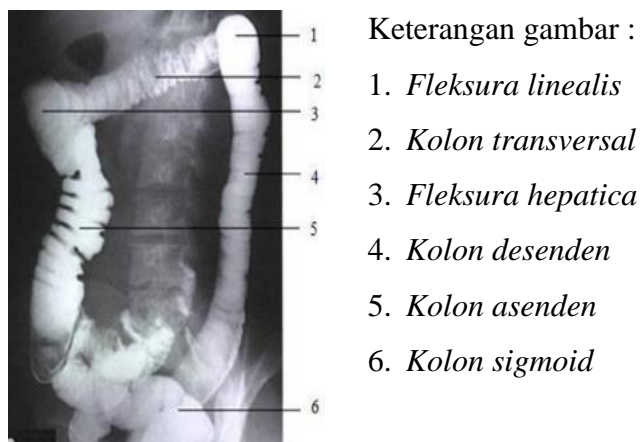 Keterangan gambar :
1. Fleksura linealis
2. Kolon transversal
3. Fleksura hepatica
4. Kolon desenden
5. Kolon asenden
6. Kolon sigmoid
1
2
3
4
5
6